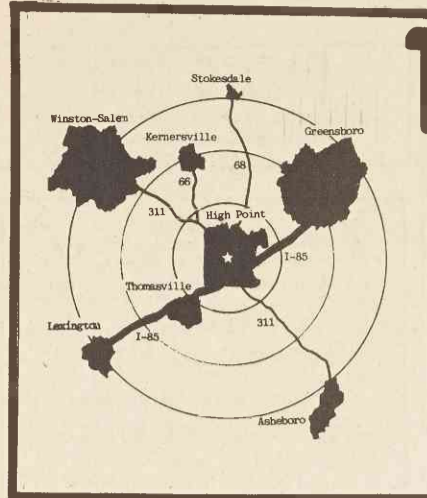 Stokesdale
Winston-Salem
Kernersville
Greensboro
68
66
311
High Point
I-85
Thomasville
Lexington
I-85
311
Asheboro